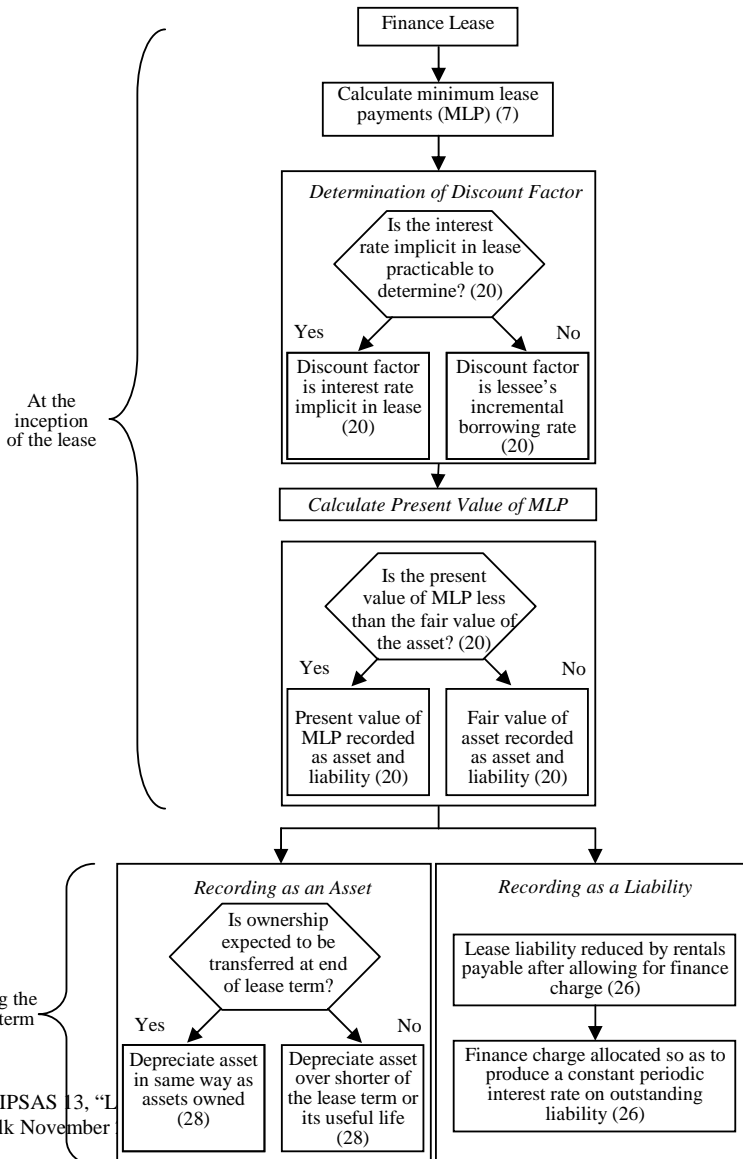 Finance Lease
Calculate minimum lease
payments (MLP) (7)
Determination of Discount Factor
Is the interest
rate implicit in lease
practicable to
determine? (20)
Yes
No
Discount factor
is interest rate
implicit in lease
(20)
Discount factor
is lessee's
incremental
borrowing rate
(20)
At the
inception
of the lease
Calculate Present Value of MLP
Is the present
value of MLP less
than the fair value of
the asset? (20)
Yes
No
Present value of
MLP recorded
as asset and
liability (20)
Fair value of
asset recorded
as asset and
liability (20)
Recording as an Asset
Is ownership
expected to be
transferred at end
of lease term?
Yes
No
Depreciate asset
in same way as
assets owned
(28)
Depreciate asset
over shorter of
the lease term or
its useful life
(28)
Recording as a Liability
Lease liability reduced by rentals
payable after allowing for finance
charge (26)
Finance charge allocated so as to
produce a constant periodic
interest rate on outstanding
liability (26)
the
term
IPSAS 13, “L
November